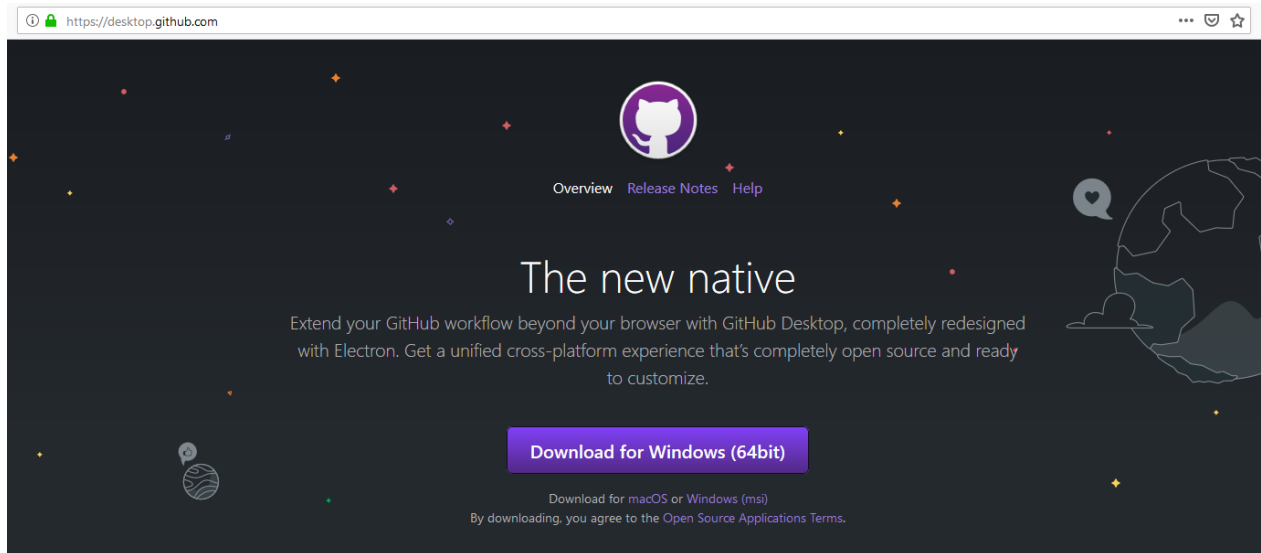 https://desktop.github.com
Overview Release Notes Help
The new native
Extend your GitHub workflow beyond your browser with GitHub Desktop, completely redesigned
with Electron. Get a unified cross-platform experience that's completely open source and ready
to customize.
Download for Windows (64bit)
Download for macOS or Windows (msi)
By downloading, you agree to the Open Source Applications Terms.